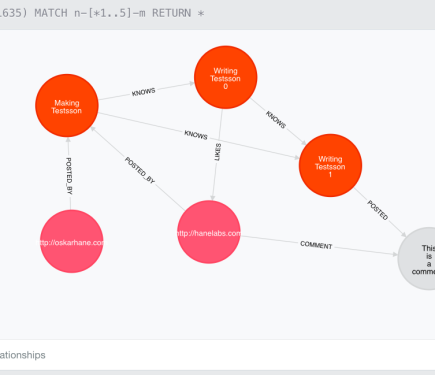 1635) MATCH n-[*1..5]-m RETURN *
Making
Testsson
KNOWS
Writing
Testsson
0
KNOWS
KNOWS
LIKES
Writing
Testsson
1
POSTED_BY
POSTED_BY
POSTED
ttp://oskarhane.com
http://hanelabs.com
COMMENT
This
is
a
comme
ationships